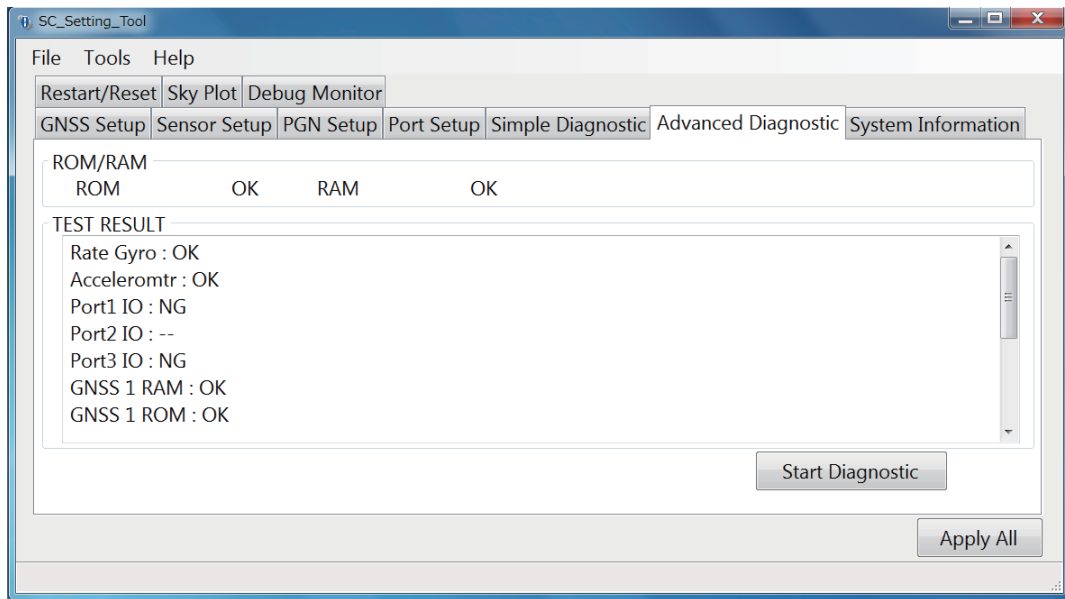 SC_Setting_Tool
File Tools Help
Restart/Reset Sky Plot Debug Monitor
GNSS Setup Sensor Setup PGN Setup Port Setup Simple Diagnostic Advanced Diagnostic System Information
ROM/RAM
ROM OK RAM OK
TEST RESULT
Rate Gyro : OK
Acceleromtr : OK
Port1 IO : NG
Port2 IO : --
Port3 IO : NG
GNSS 1 RAM : OK
GNSS 1 ROM : OK
Start Diagnostic
Apply All